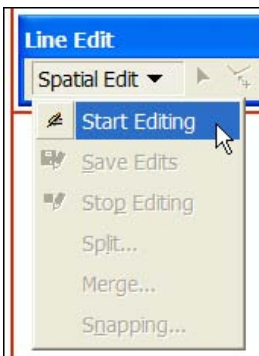 Line Edit
Spatial Edit
Start Editing
Save Edits
Stop Editing
Split...
Merge...
Snapping...